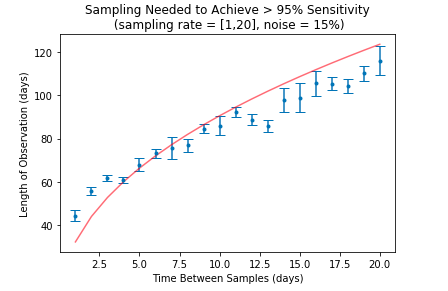 Sampling Needed to Achieve > 95% Sensitivity
(sampling rate = [1,20], noise = 15%)
Length of Observation (days)
120
100
80
60
40
2.5 5.0 7.5 10.0 12.5 15.0 17.5 20.0
Time Between Samples (days)